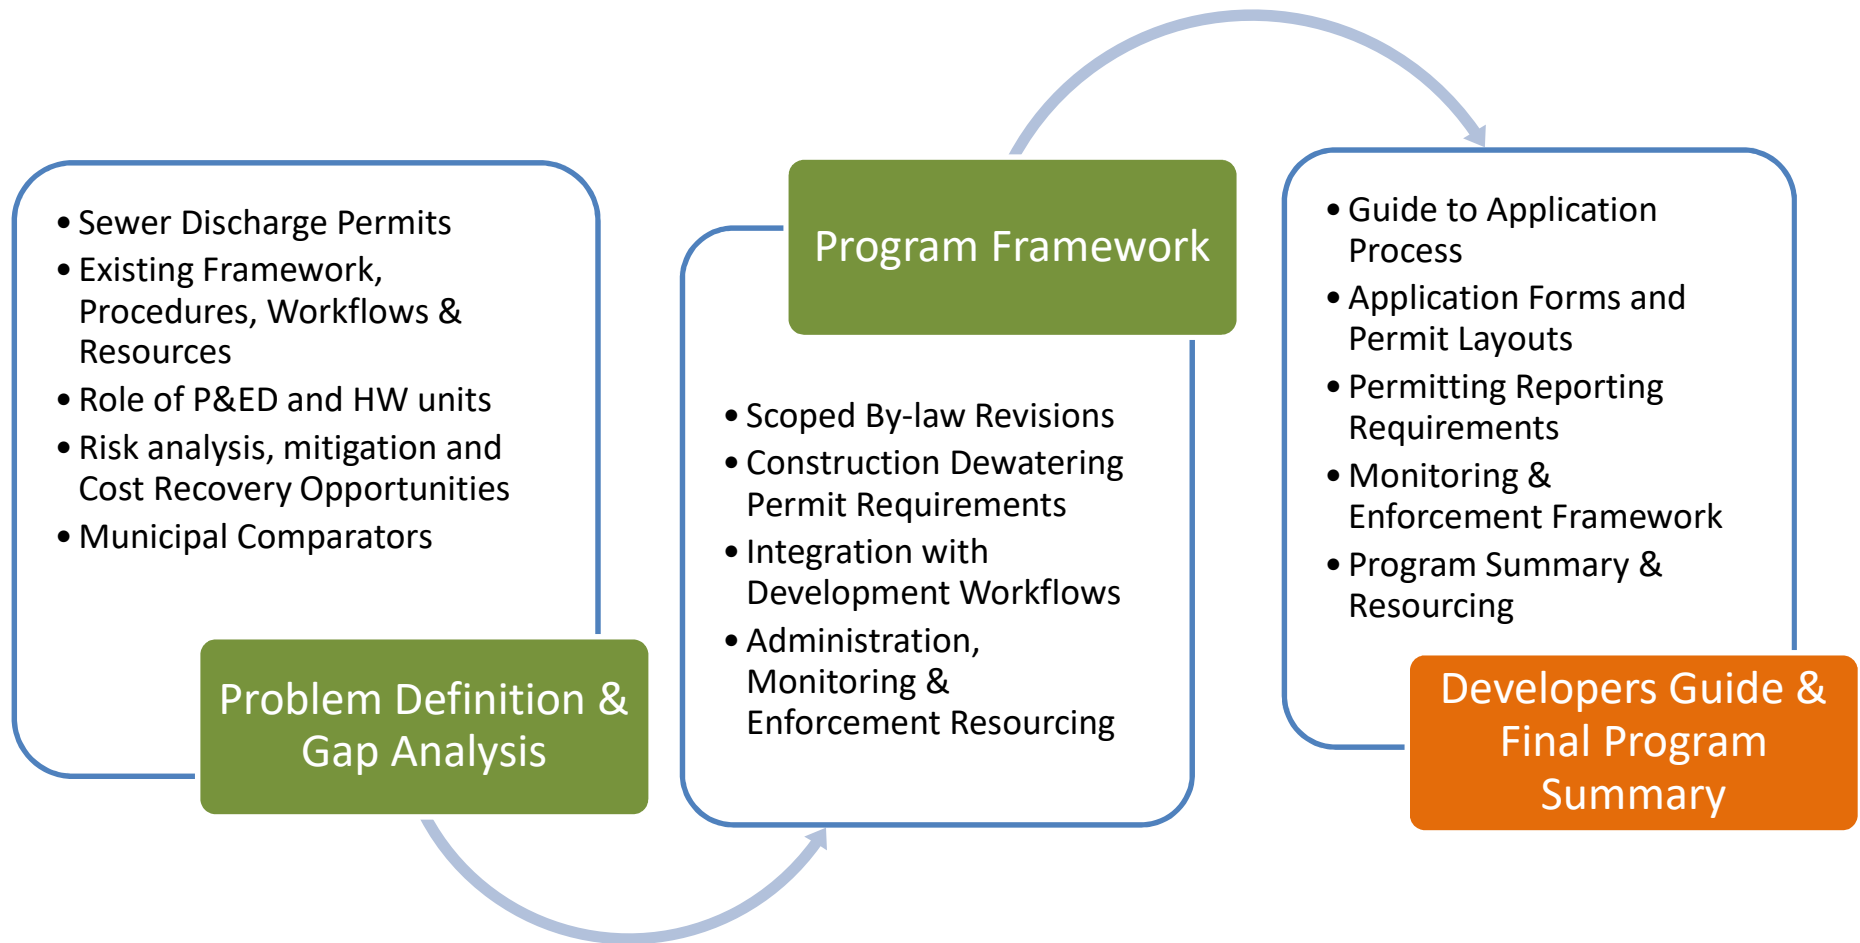 • Sewer Discharge Permits
• Existing Framework,
Procedures, Workflows &
Resources
• Role of P&ED and HW units
• Risk analysis, mitigation and
Cost Recovery Opportunities
• Municipal Comparators
Problem Definition &
Gap Analysis
Program Framework
• Scoped By-law Revisions
• Construction Dewatering
Permit Requirements
• Integration with
Development Workflows
• Administration,
Monitoring &
Enforcement Resourcing
• Guide to Application
Process
• Application Forms and
Permit Layouts
• Permitting Reporting
Requirements
• Monitoring &
Enforcement Framework
• Program Summary &
Resourcing
Developers Guide &
Final Program
Summary